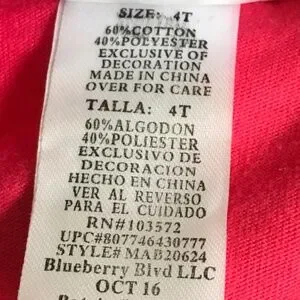 SIZE: 4T
60%COTTON
40%POLYESTER
EXCLUSIVE OF
DECORATION
MADE IN CHINA
OVER FOR CARE
TALLA: 4T
60%ALGODON
40%POLIESTER
EXCLUSIVO DE
DECORACION
HECHO EN CHINA
VER AL REVERSO
PARA EL CUIDADO
RN#103572
UPC#807746430777
STYLE#MAB20624
Blueberry Blvd LLC
OCT 16